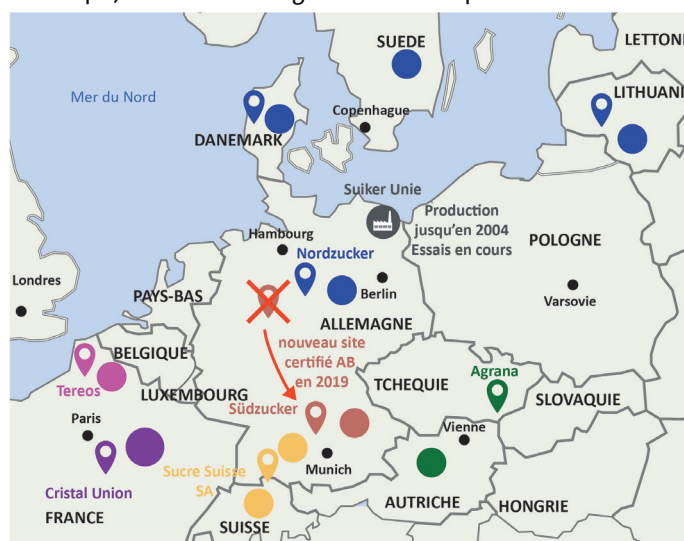 SUEDE
LETTONI
Mer du Nord
LITHUANI
Copenhague
DANEMARK
Suiker Unie
Production
jusqu'en 2004
Essais en cours
Hambourg
POLOGNE
Nordzucker
Londres
PAYS-BAS
Berlin
Varsovie
ALLEMAGNE
BELGIQUE
nouveau site
certifié AB
en 2019
TCHEQUIE
Agrana
Tereos
LUXEMBOURG
SLOVAQUIE
Südzucker
Paris
Vienne
Sucre Suisse
SA
Munich
Cristal Union
AUTRICHE
HONGRIE
FRANCE
SUISSE